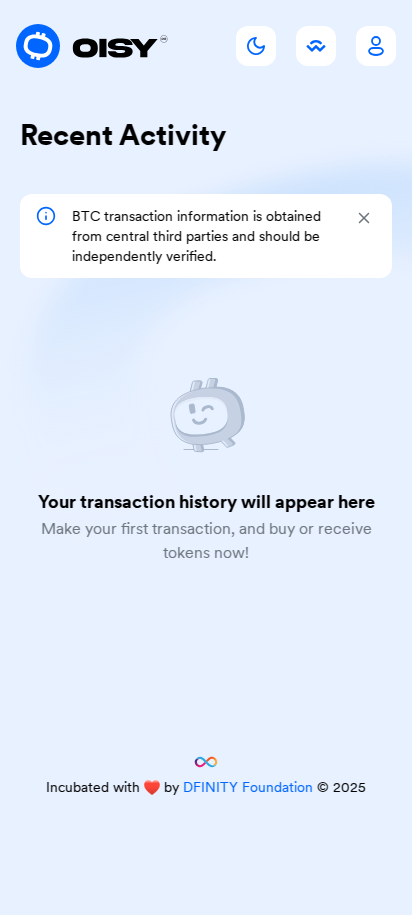 OISY
Recent Activity
BTC transaction information is obtained
from central third parties and should be
independently verified.
Your transaction history will appear here
Make your first transaction, and buy or receive
tokens now!
Incubated with ❤️ by DFINITY Foundation © 2025